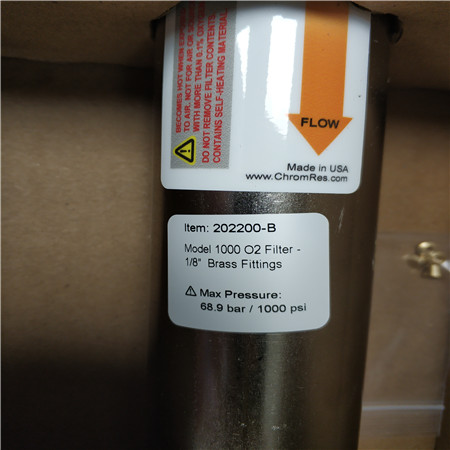 BECOMES HOT WHEN EXPOSED
TO AIR. NOT FOR AIR OR
WITH MORE THAN 0.1% OXYGEN
DO NOT REMOVE FILTER CONTENTS
CONTAINS SELF-HEATING MATERIAL
FLOW
Made in USA
www.ChromRes.com
Item: 202200-B
Model 1000 O2 Filter -
1/8" Brass Fittings
⚠ Max Pressure:
68.9 bar / 1000 psi